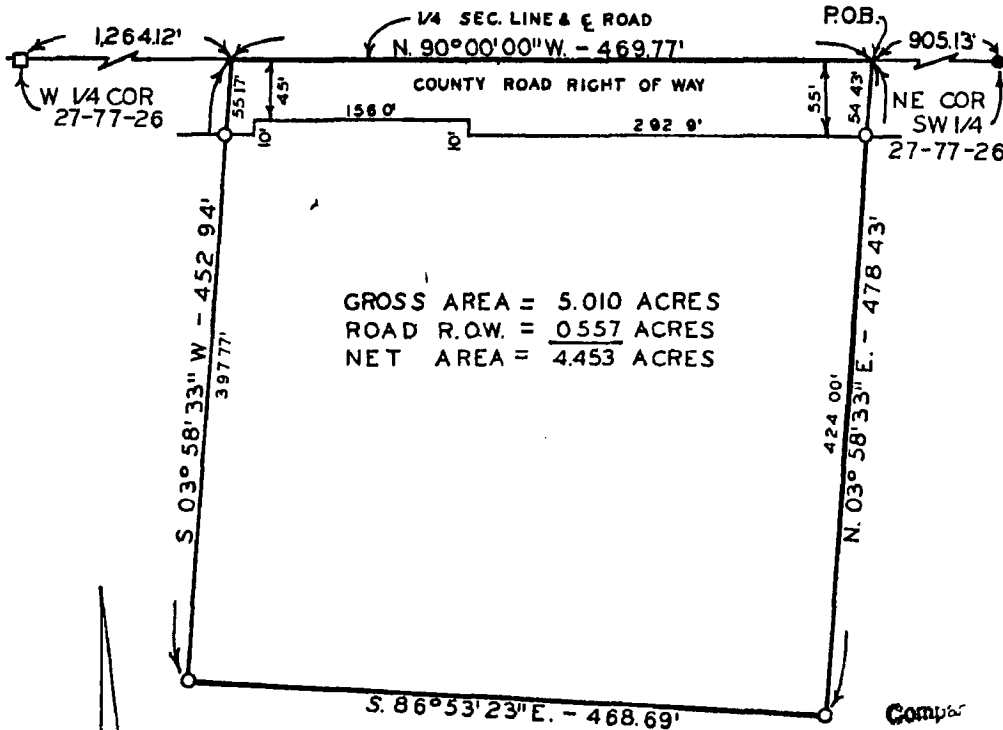 1/4 SEC. LINE & ℄ ROAD
P.O.B.
1,264.12'
N. 90°00'00"W. - 469.77'
905.13'
W 1/4 COR
27-77-26
55 17'
45'
COUNTY ROAD RIGHT OF WAY
55'
54 43'
NE COR
SW 1/4
27-77-26
156 0'
10'
10'
292 9'
S 03° 58' 33" W - 452 94'
397 77'
GROSS AREA = 5.010 ACRES
ROAD R.O.W. = 0.557 ACRES
NET AREA = 4.453 ACRES
424 00'
N. 03° 58' 33" E. - 478 43'
S. 86°53'23"E. - 468.69'